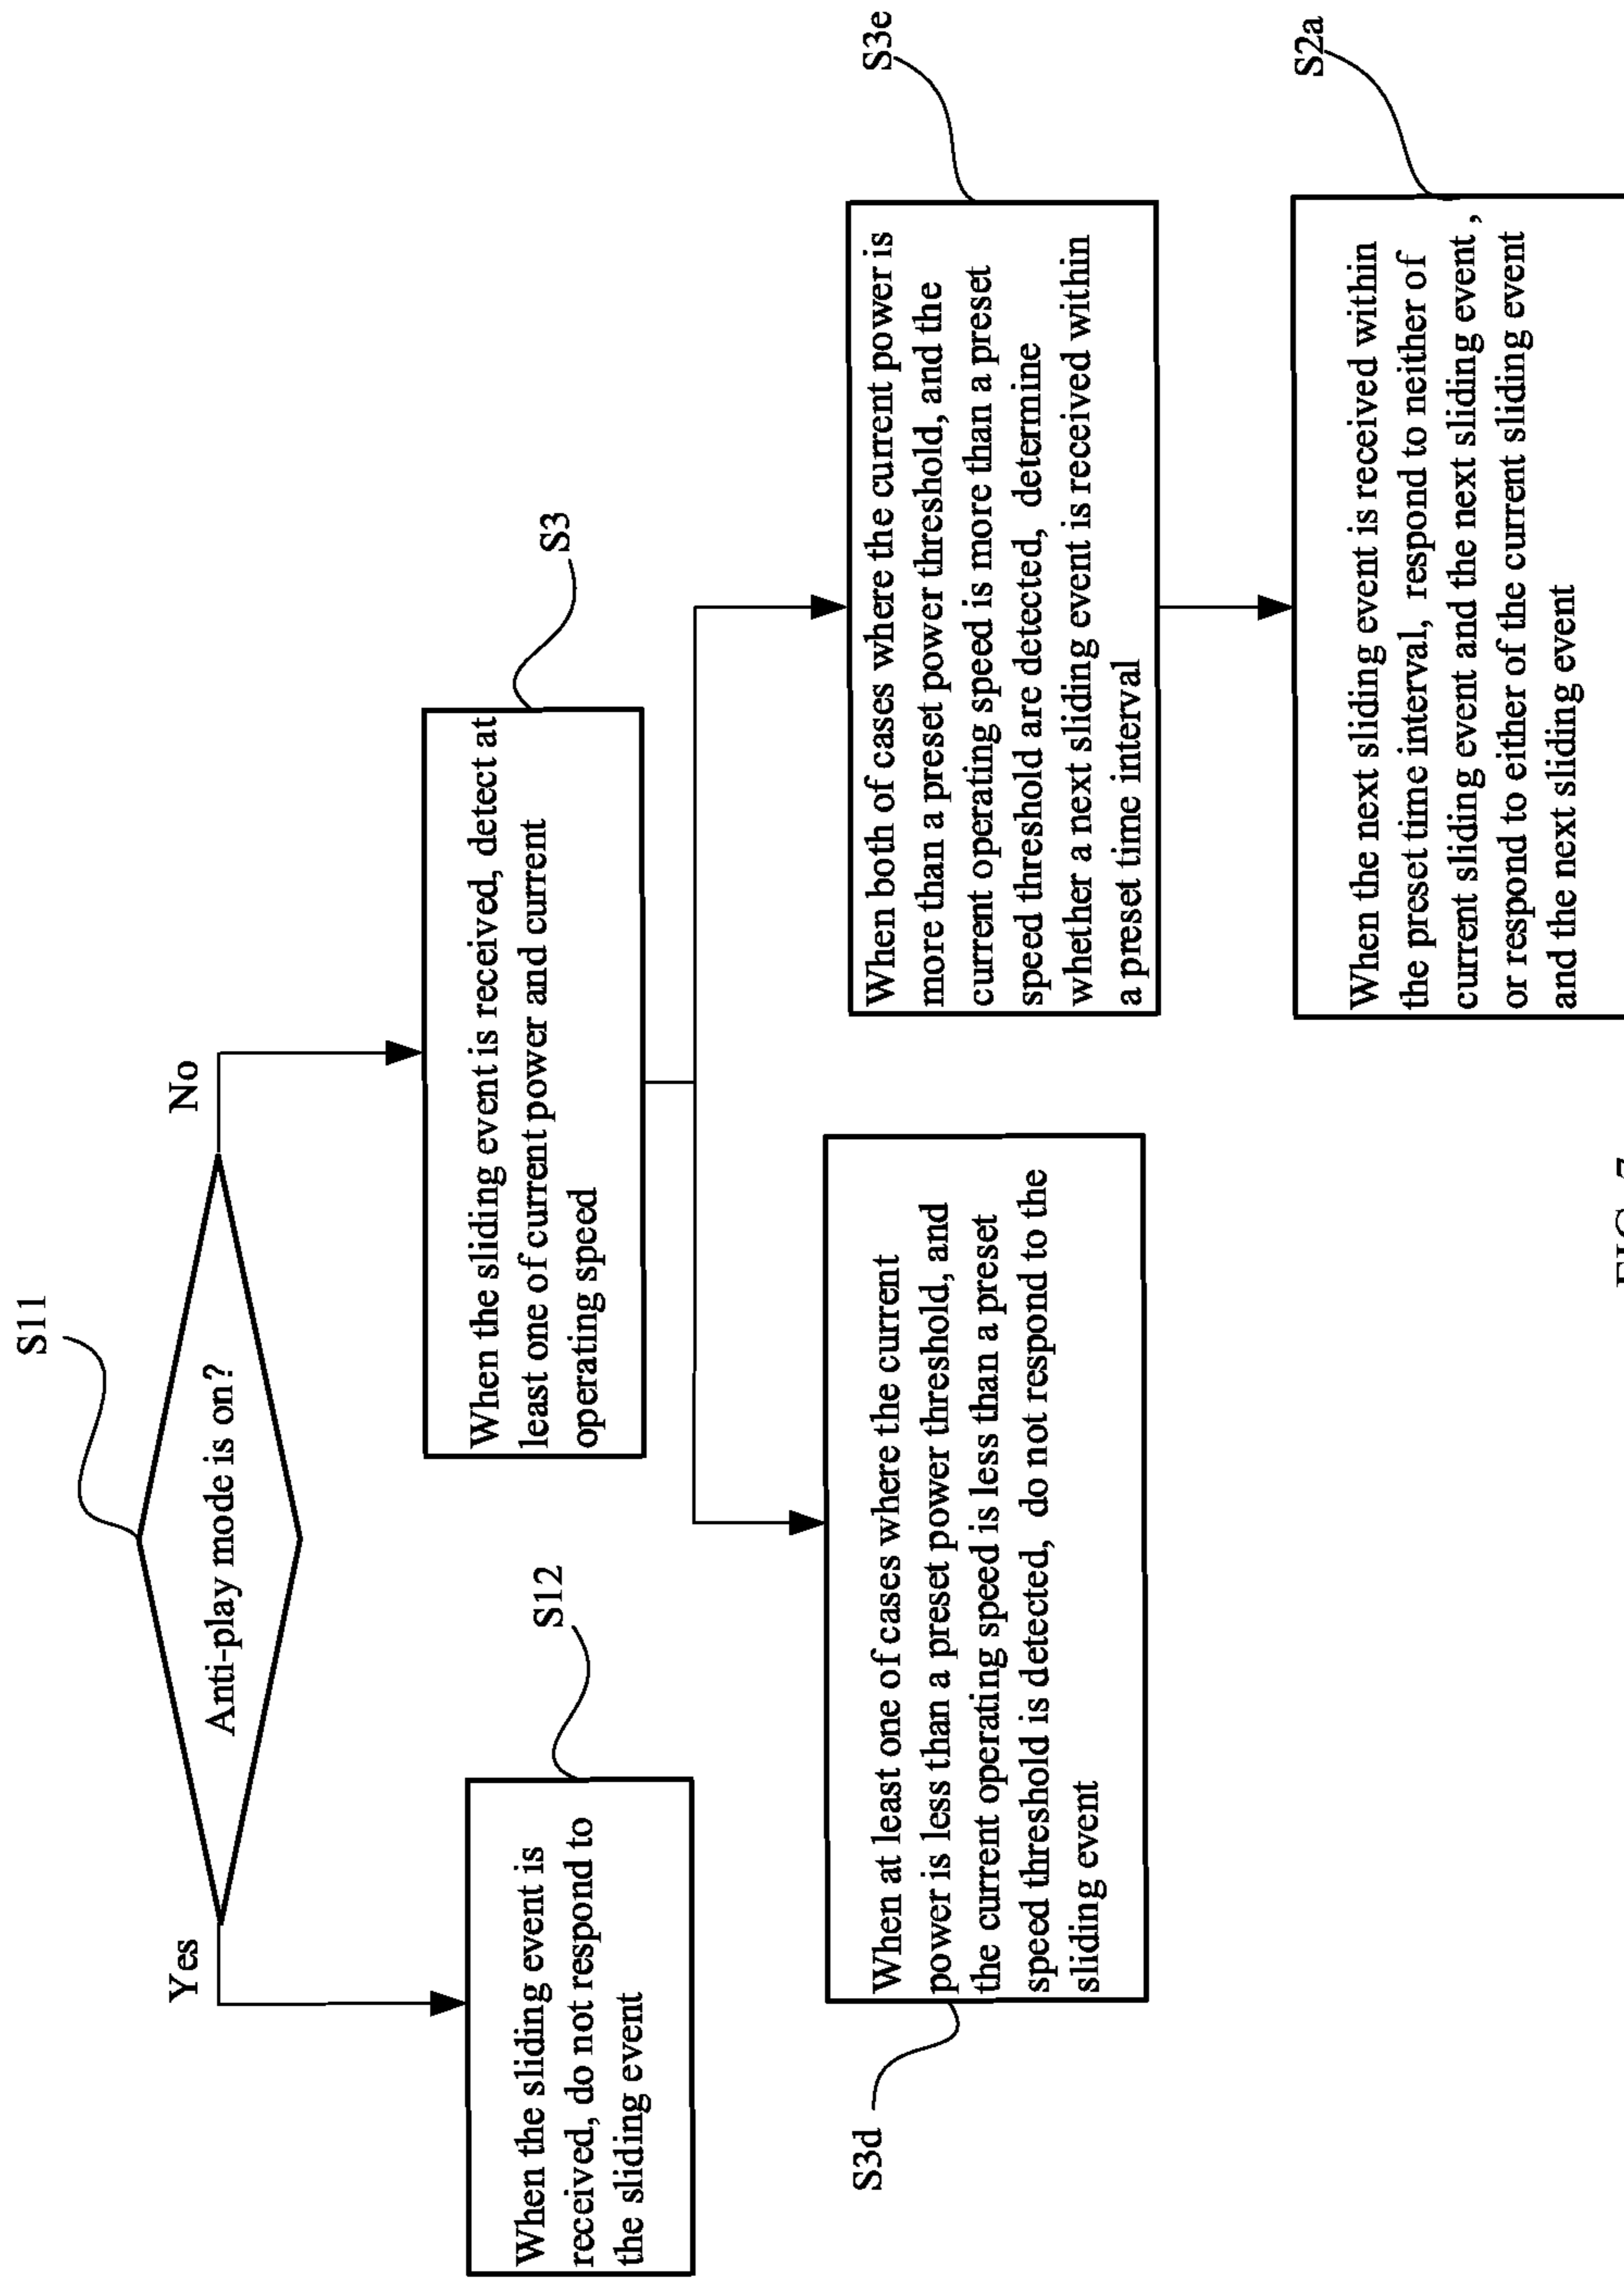 S11
Anti-play mode is on?
Yes
No
S12
When the sliding event is
received, do not respond to
the sliding event
S3
When the sliding event is received, detect at
least one of current power and current
operating speed
S3d
When at least one of cases where the current
power is less than a preset power threshold, and
the current operating speed is less than a preset
speed threshold is detected, do not respond to the
sliding event
S3e
When both of cases where the current power is
more than a preset power threshold, and the
current operating speed is more than a preset
speed threshold are detected, determine
whether a next sliding event is received within
a preset time interval
S2a
When the next sliding event is received within
the preset time interval, respond to neither of
current sliding event and the next sliding event ,
or respond to either of the current sliding event
and the next sliding event